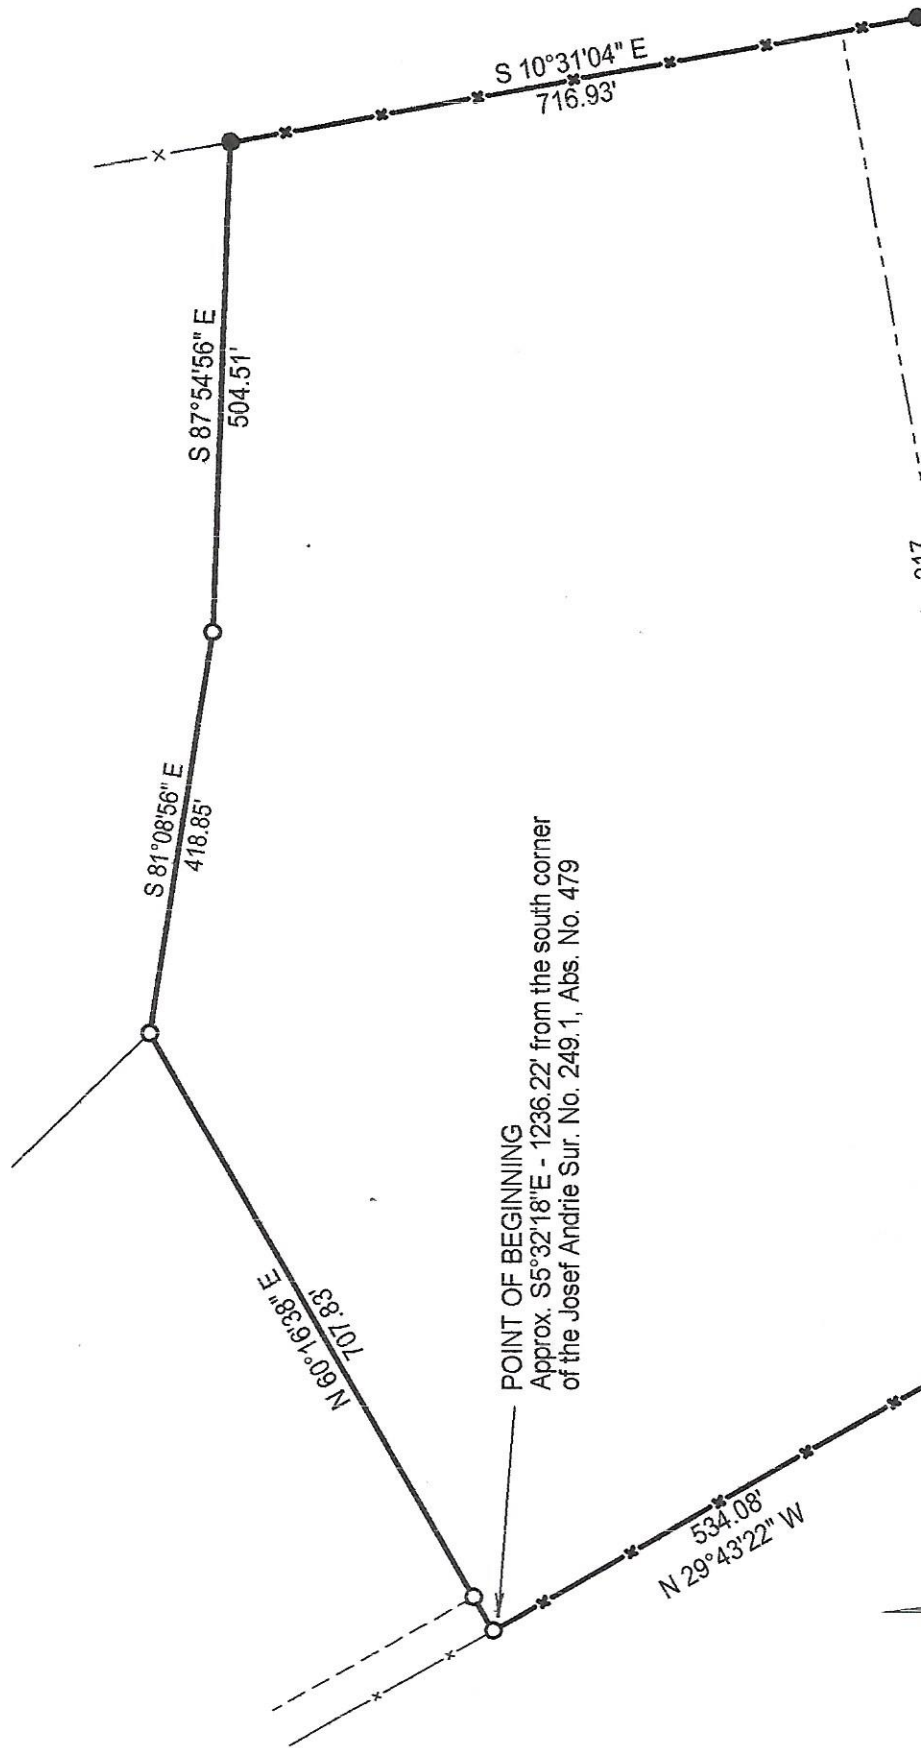 S 10°31'04" E
716.93'
S 87°54'56" E
504.51'
S 81°08'56" E
418.85'
N 60°16'38" E
707.83'
POINT OF BEGINNING
Approx. S5°32'18"E - 1236.22' from the south corner
of the Josef Andrie Sur. No. 249.1, Abs. No. 479
534.08'
N 29°43'22" W